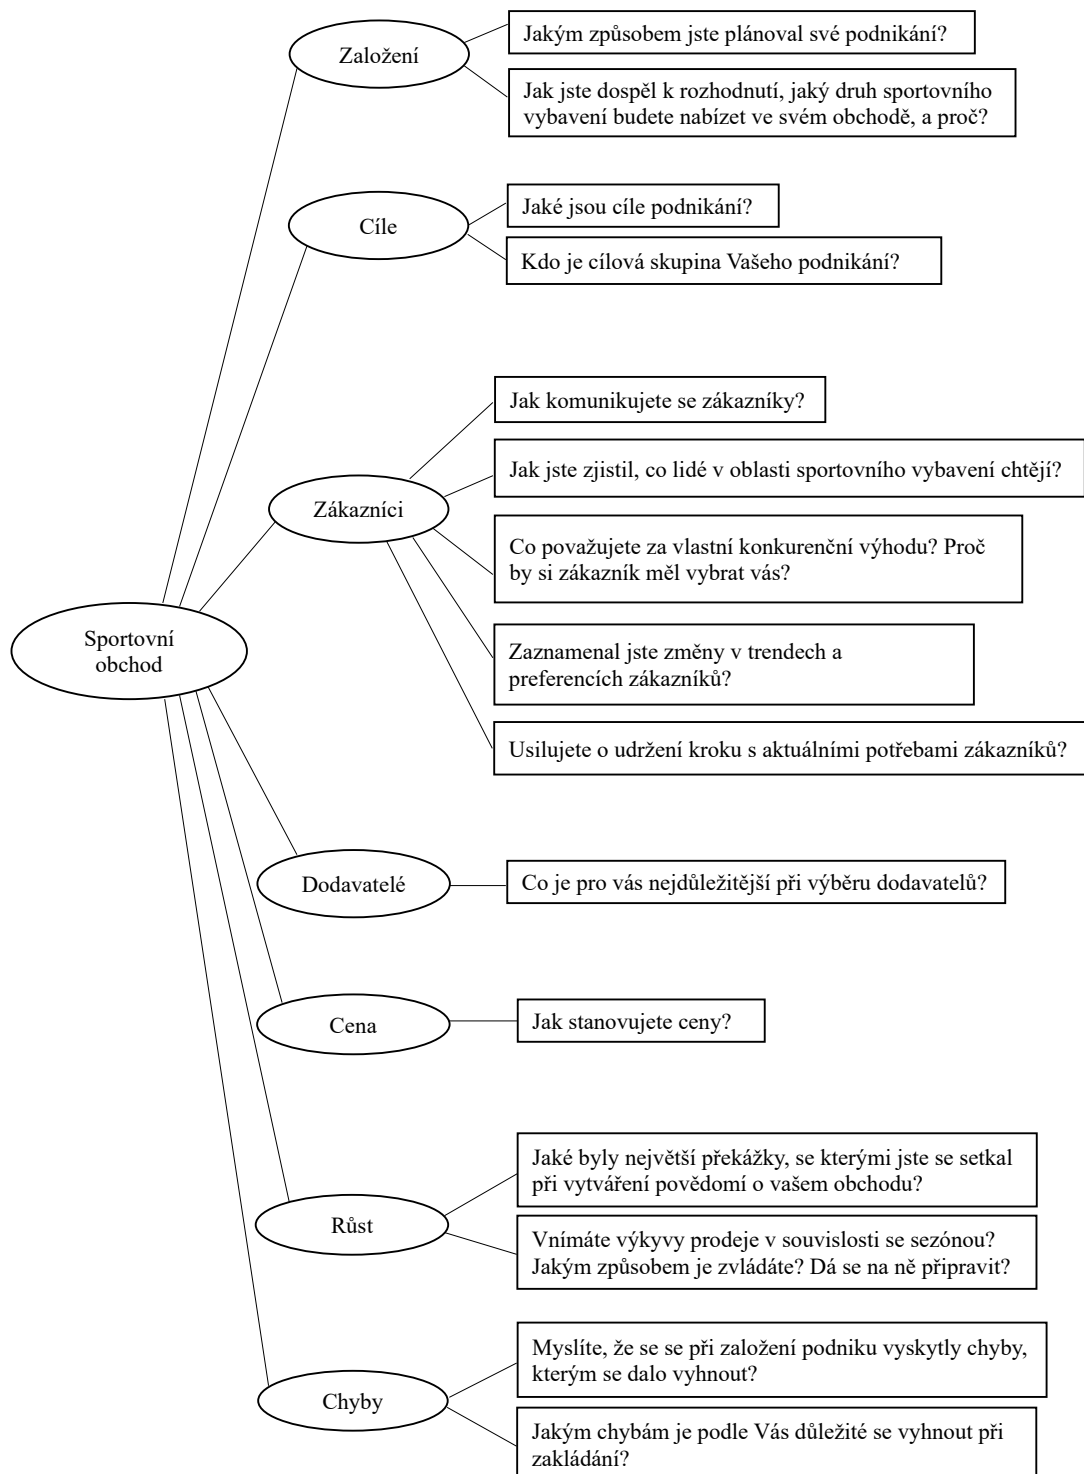 Založení
Jakým způsobem jste plánoval své podnikání?
Jak jste dospěl k rozhodnutí, jaký druh sportovního
vybavení budete nabízet ve svém obchodě, a proč?
Cíle
Jaké jsou cíle podnikání?
Kdo je cílová skupina Vašeho podnikání?
Zákazníci
Jak komunikujete se zákazníky?
Jak jste zjistil, co lidé v oblasti sportovního vybavení chtějí?
Co považujete za vlastní konkurenční výhodu? Proč
by si zákazník měl vybrat vás?
Zaznamenal jste změny v trendech a
preferencích zákazníků?
Usilujete o udržení kroku s aktuálními potřebami zákazníků?
Sportovní
obchod
Dodavatelé
Co je pro vás nejdůležitější při výběru dodavatelů?
Cena
Jak stanovujete ceny?
Růst
Jaké byly největší překážky, se kterými jste se setkal
při vytváření povědomí o vašem obchodu?
Vnímáte výkyvy prodeje v souvislosti se sezónou?
Jakým způsobem je zvládáte? Dá se na ně připravit?
Chyby
Myslíte, že se se při založení podniku vyskytly chyby,
kterým se dalo vyhnout?
Jakým chybám je podle Vás důležité se vyhnout při
zakládání?